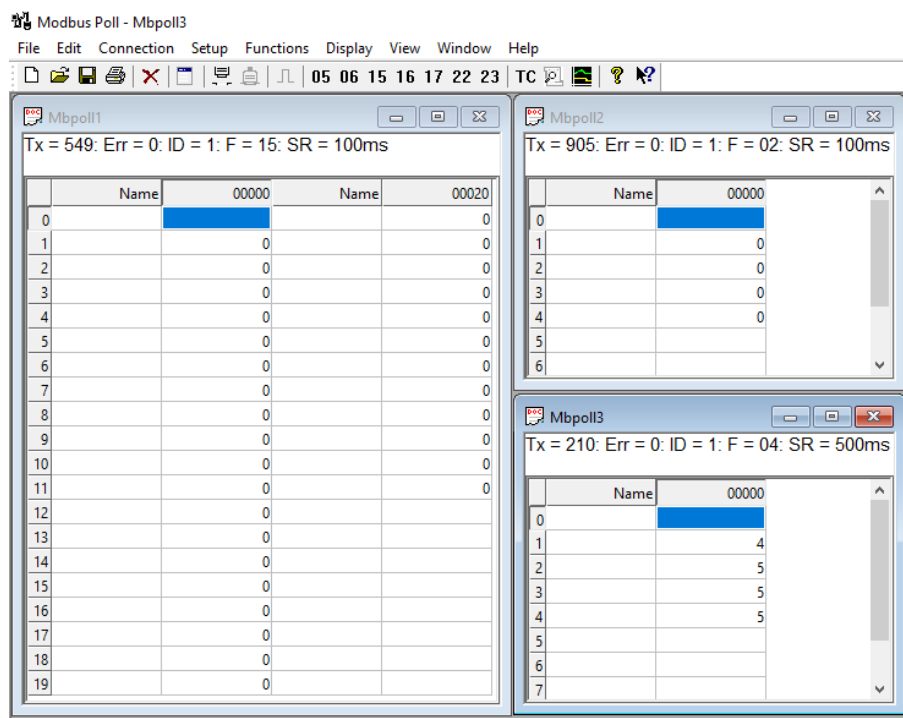 Modbus Poll - Mbpoll3
File Edit Connection Setup Functions Display View Window Help
05 06 15 16 17 22 23 TC
Mbpoll1
Tx = 549: Err = 0: ID = 1: F = 15: SR = 100ms
Name 00000 Name 00020
0 0
1 0 0
2 0 0
3 0 0
4 0 0
5 0 0
6 0 0
7 0 0
8 0 0
9 0 0
10 0 0
11 0 0
12 0
13 0
14 0
15 0
16 0
17 0
18 0
19 0
Mbpoll2
Tx = 905: Err = 0: ID = 1: F = 02: SR = 100ms
Name 00000
0
1 0
2 0
3 0
4 0
5
6
Mbpoll3
Tx = 210: Err = 0: ID = 1: F = 04: SR = 500ms
Name 00000
0
1 4
2 5
3 5
4 5
5
6
7